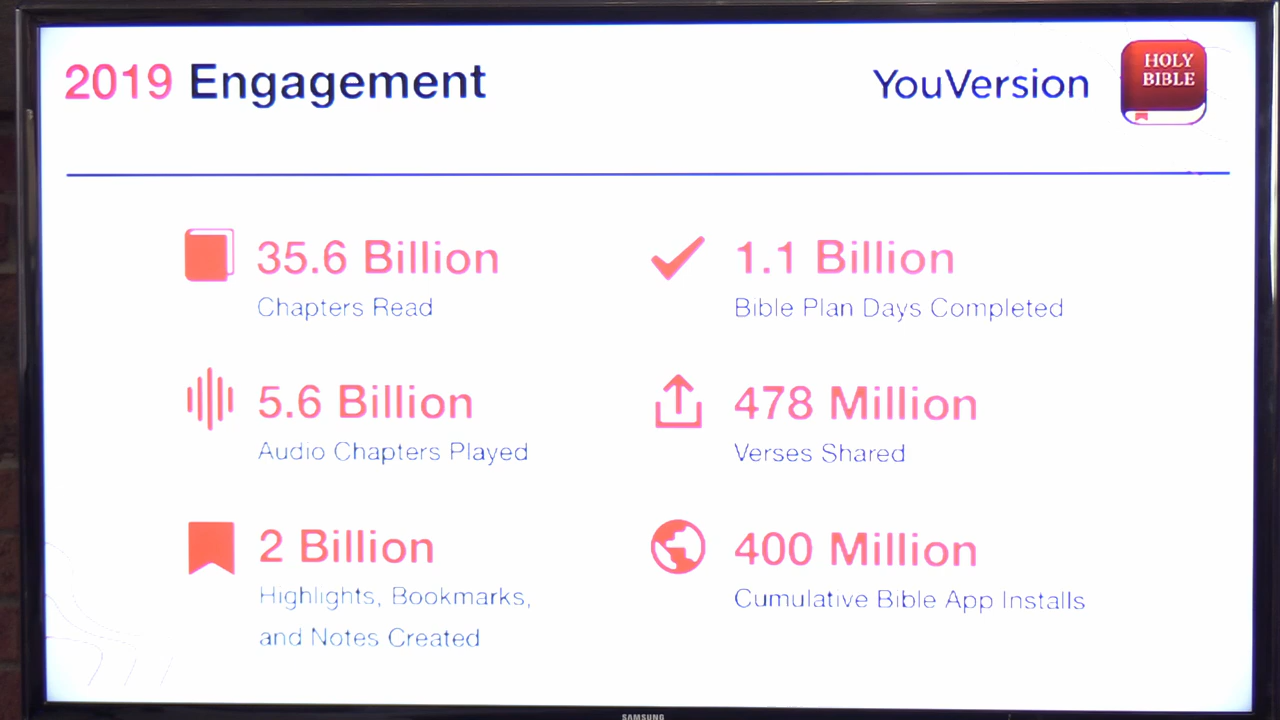 2019 Engagement
YouVersion
HOLY
BIBLE
35.6 Billion
Chapters Read
1.1 Billion
Bible Plan Days Completed
5.6 Billion
Audio Chapters Played
478 Million
Verses Shared
2 Billion
Highlights, Bookmarks,
and Notes Created
400 Million
Cumulative Bible App Installs
SAMSUNG